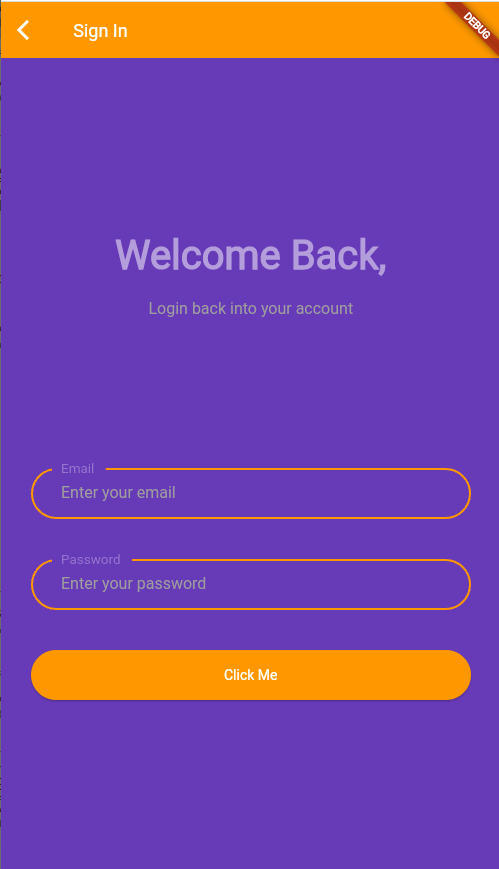 Sign In
DEBUG
Welcome Back,
Login back into your account
Email
Enter your email
Password
Enter your password
Click Me